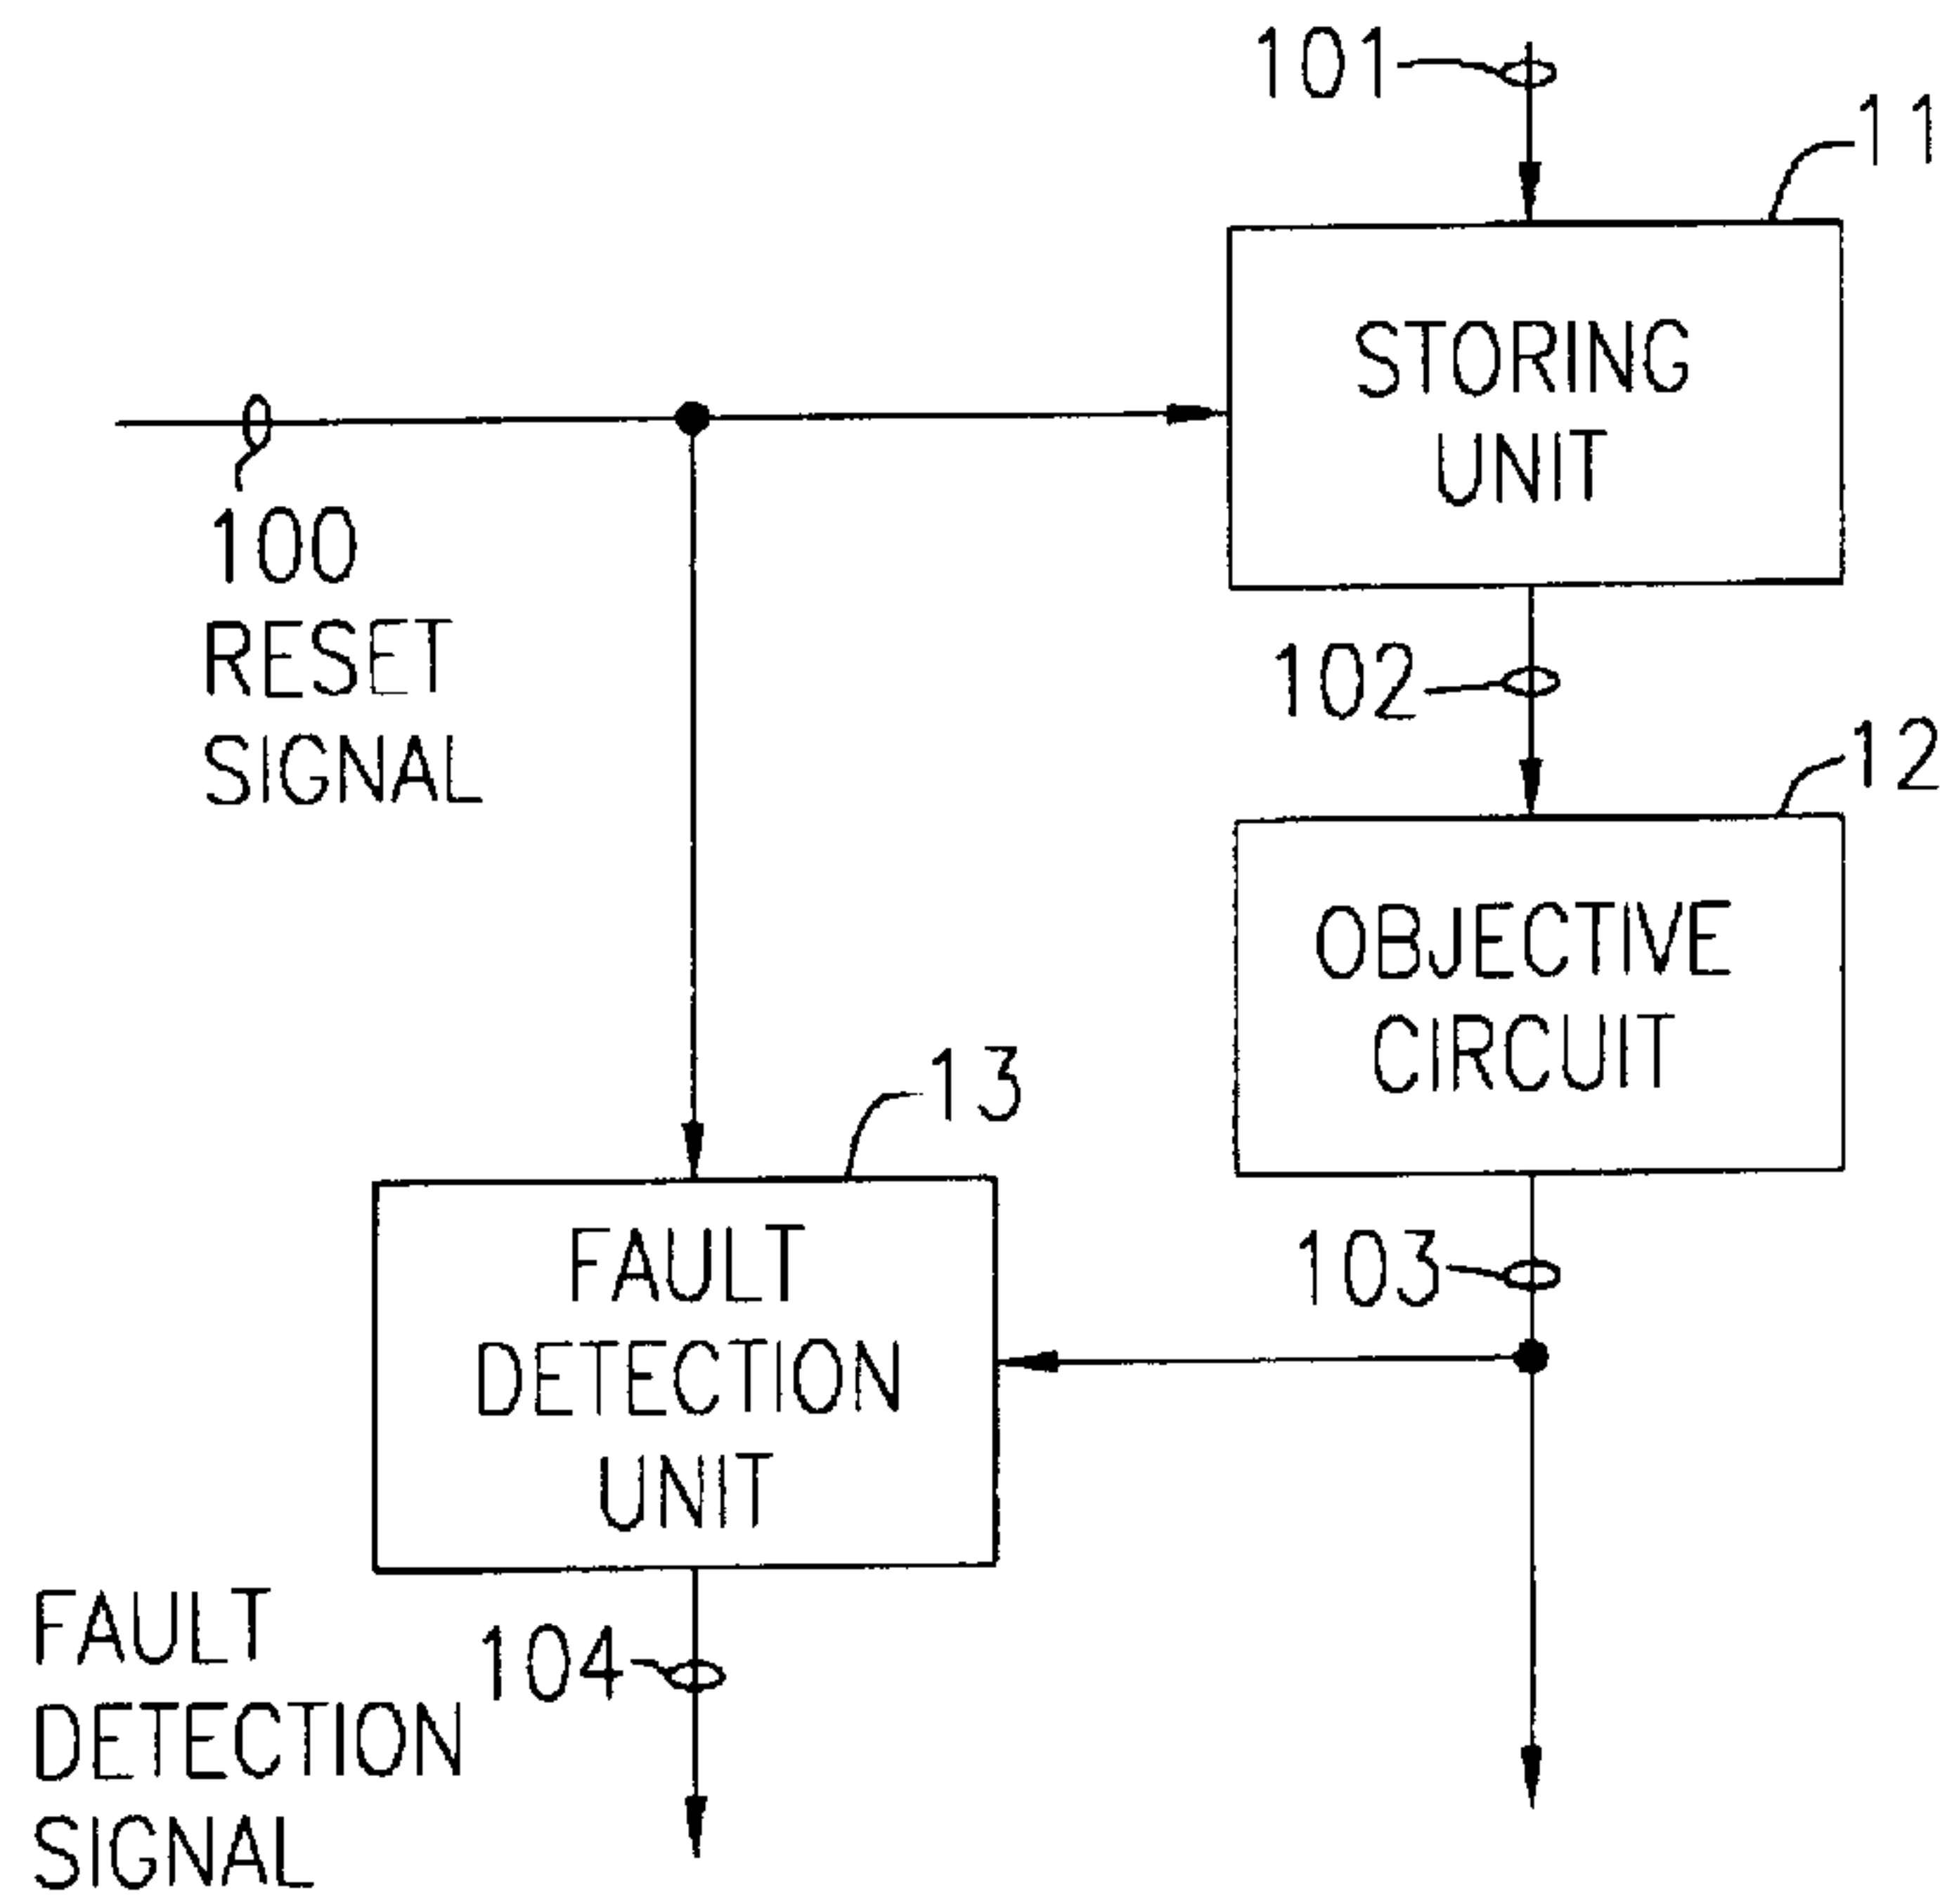 101
11
STORING
UNIT
100
RESET
SIGNAL
102
12
OBJECTIVE
CIRCUIT
13
FAULT
DETECTION
UNIT
103
104
FAULT
DETECTION
SIGNAL